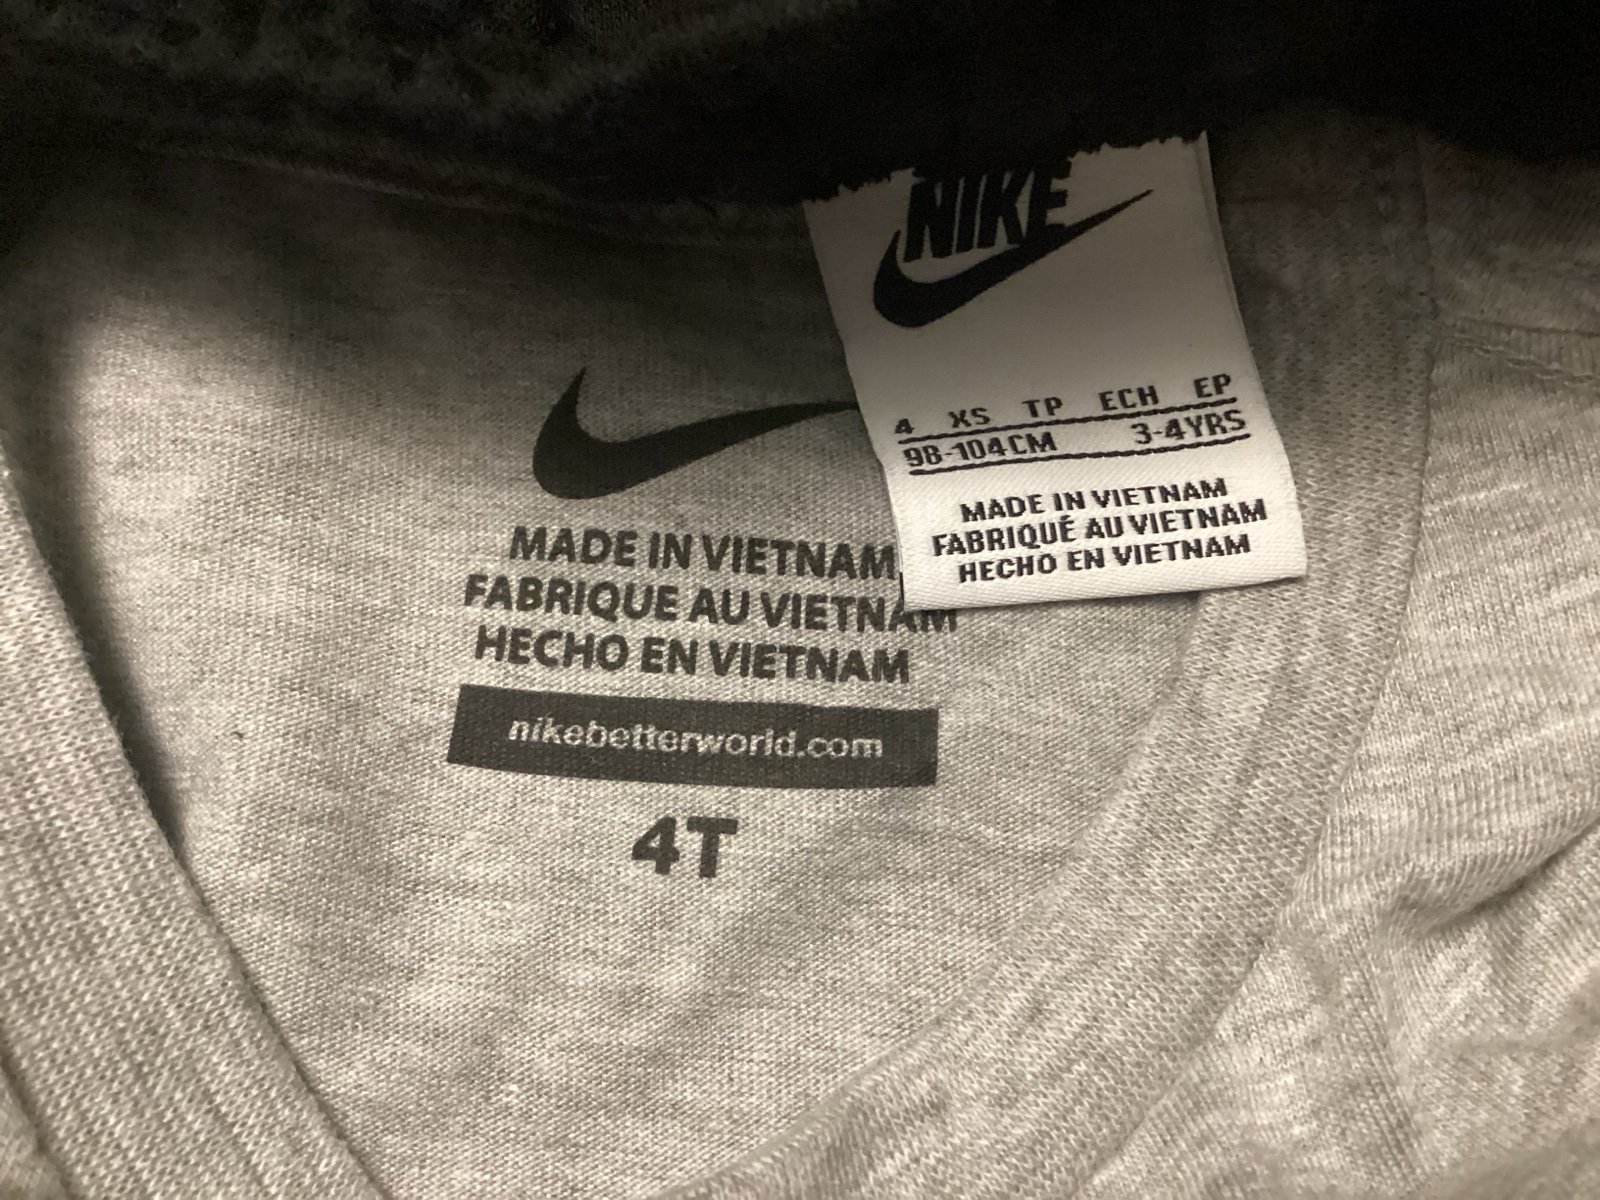 NIKE
4 XS TP ECH EP
98-104CM 3-4YRS
MADE IN VIETNAM
FABRIQUÉ AU VIETNAM
HECHO EN VIETNAM
MADE IN VIETNAM
FABRIQUE AU VIETNAM
HECHO EN VIETNAM
nikebetterworld.com
4T